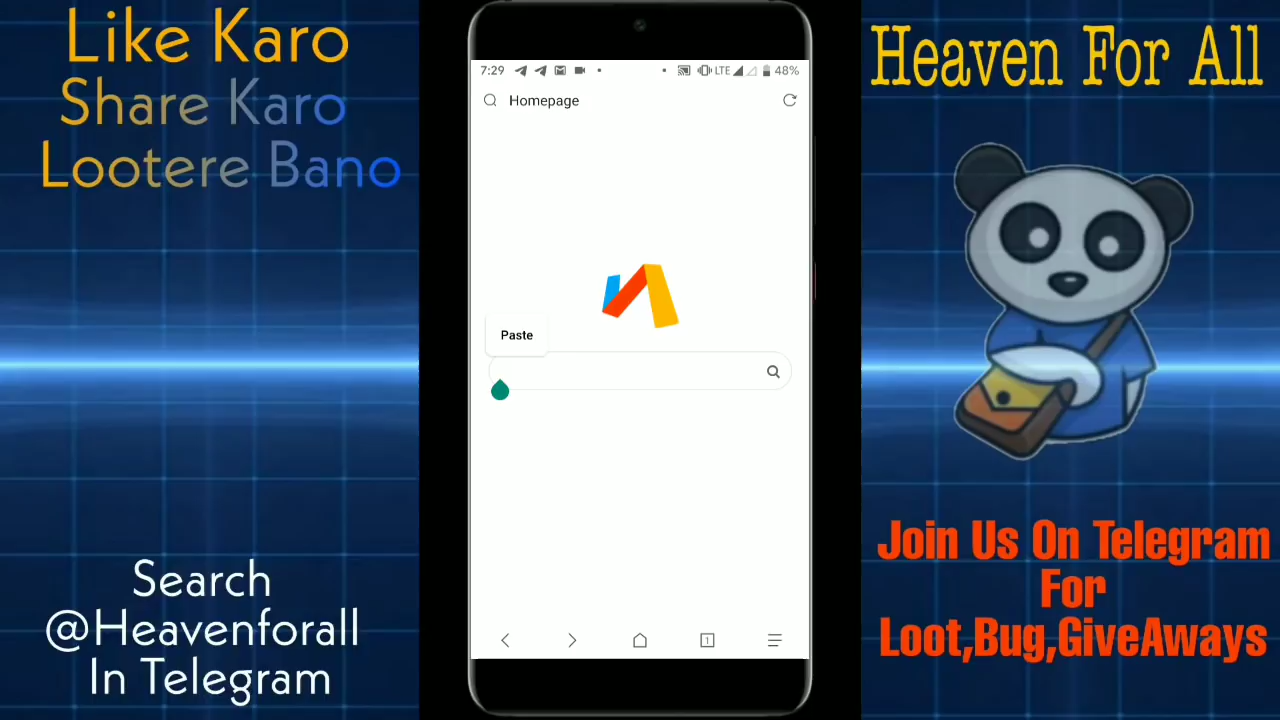 Like Karo
Share Karo
Lootere Bano
Search
@Heavenforall
In Telegram
7:29 LTE 48%
Homepage
Paste
1
Heaven For All
Join Us On Telegram
For
Loot,Bug,GiveAways